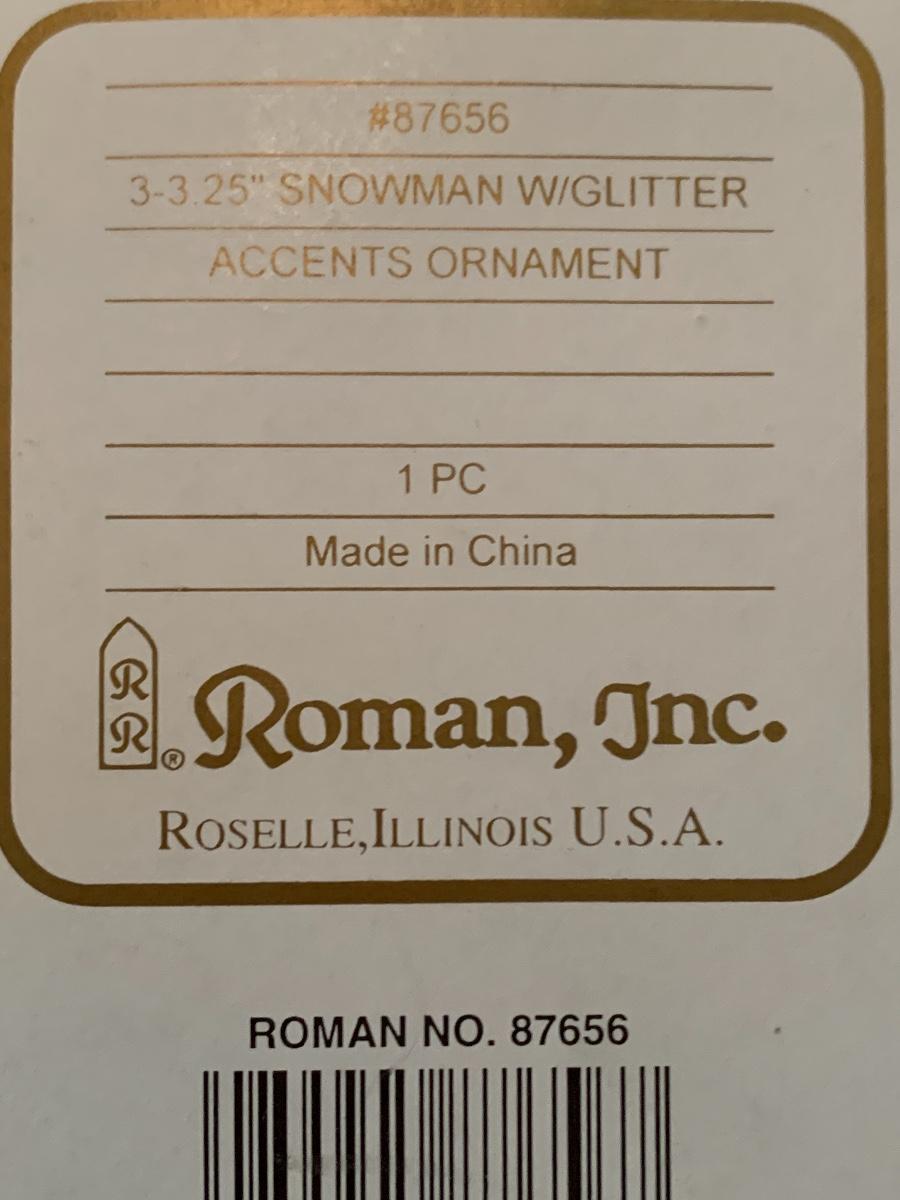 #87656
3-3.25" SNOWMAN W/GLITTER
ACCENTS ORNAMENT
1 PC
Made in China
R
R
® Roman, Inc.
ROSELLE, ILLINOIS U.S.A.
ROMAN NO. 87656